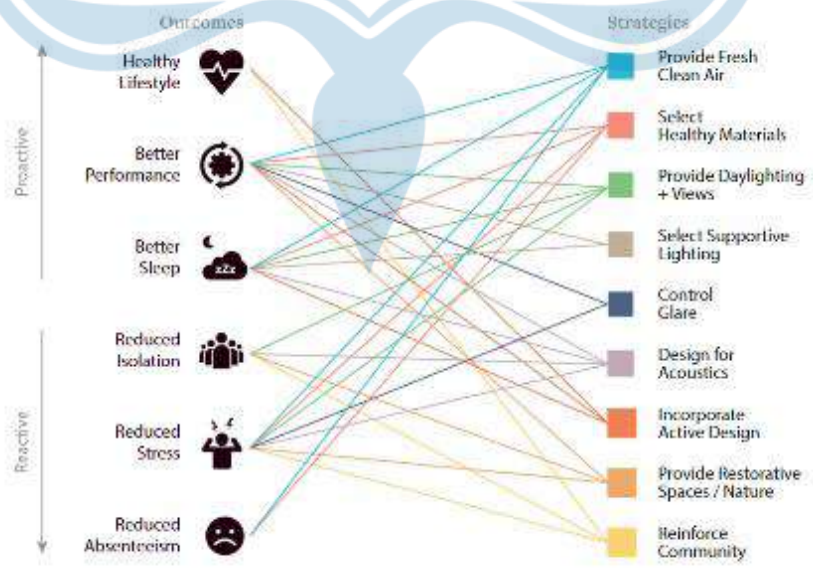 Outcomes
Strategies
Proactive
Reactive
Healthy
Lifestyle
Better
Performance
Better
Sleep
zZz
Reduced
Isolation
Reduced
Stress
Reduced
Absenteeism
Provide Fresh
Clean Air
Select
Healthy Materials
Provide Daylighting
+ Views
Select Supportive
Lighting
Control
Glare
Design for
Acoustics
Incorporate
Active Design
Provide Restorative
Spaces / Nature
Reinforce
Community